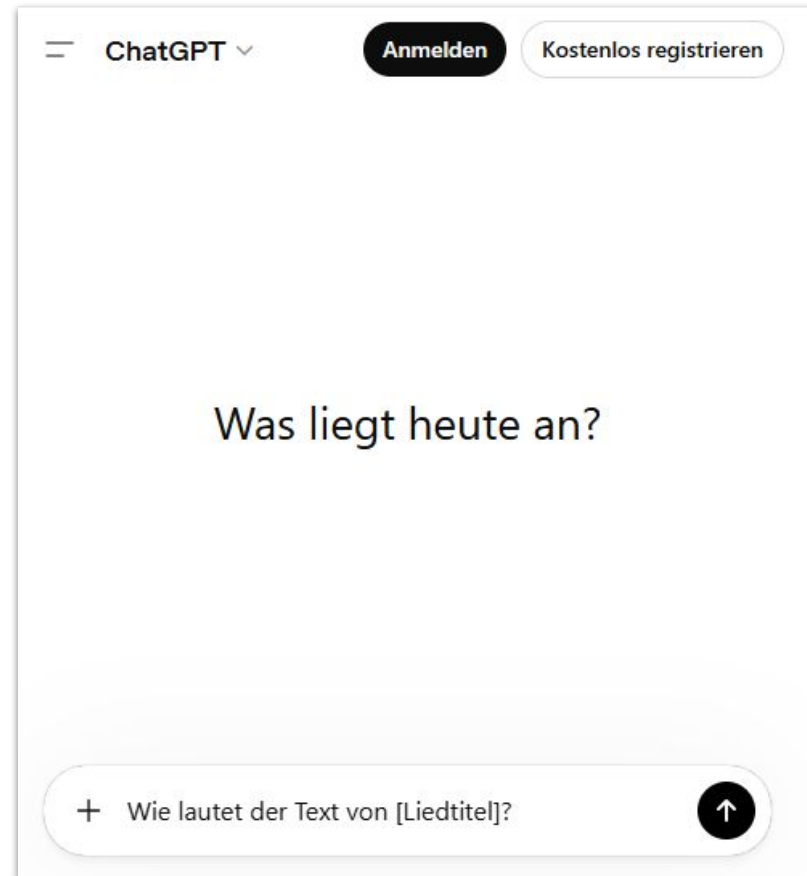 ChatGPT
Anmelden
Kostenlos registrieren
Was liegt heute an?
Wie lautet der Text von [Liedtitel]?